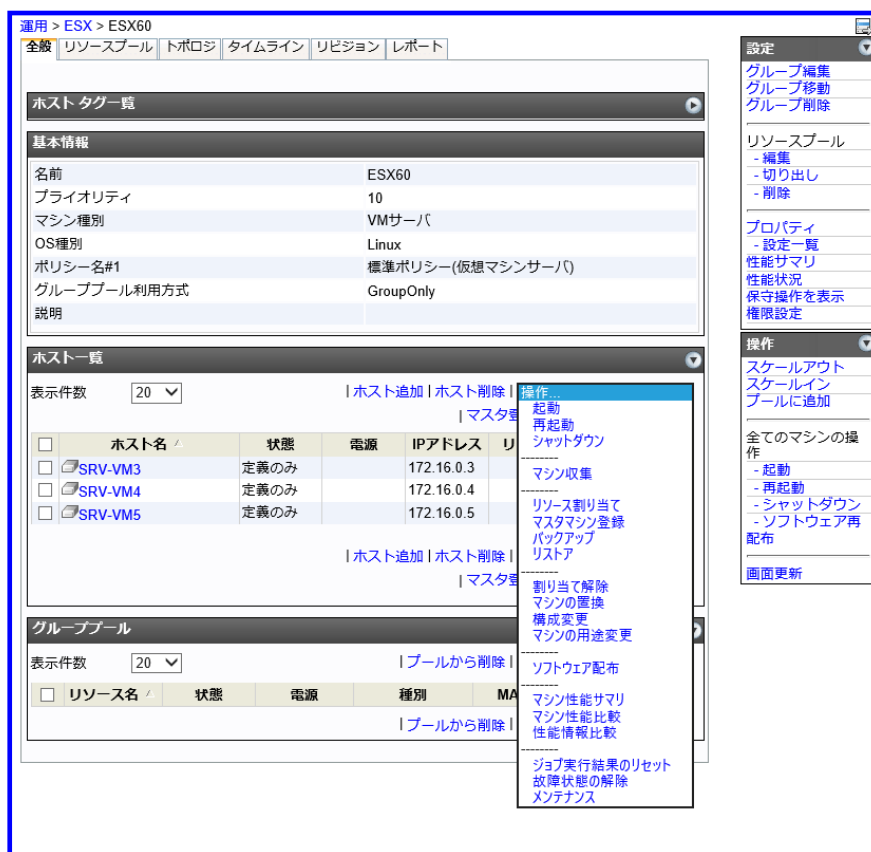 運用 > ESX > ESX60
全般 リソースプール トポロジ タイムライン リビジョン レポート
ホスト タグ一覧
基本情報
名前 ESX60
プライオリティ 10
マシン種別 VMサーバ
OS種別 Linux
ポリシー名#1 標準ポリシー(仮想マシンサーバ)
グループプール利用方式 GroupOnly
説明
ホスト一覧
表示件数 20 | ホスト追加 | ホスト削除 |
| マスタ登
ホスト名 状態 電源 IPアドレス リ
SRV-VM3 定義のみ 172.16.0.3
SRV-VM4 定義のみ 172.16.0.4
SRV-VM5 定義のみ 172.16.0.5
| ホスト追加 | ホスト削除 |
| マスタ登
操作...
起動
再起動
シャットダウン
--------
マシン収集
--------
リソース割り当て
マスタマシン登録
バックアップ
リストア
--------
割り当て解除
マシンの置換
構成変更
マシンの用途変更
--------
ソフトウェア配布
--------
マシン性能サマリ
マシン性能比較
性能情報比較
--------
ジョブ実行結果のリセット
故障状態の解除
メンテナンス
グループプール
表示件数 20 | プールから削除 |
リソース名 状態 電源 種別 MA
| プールから削除 |
設定
グループ編集
グループ移動
グループ削除
リソースプール
- 編集
- 切り出し
- 削除
プロパティ
- 設定一覧
性能サマリ
性能状況
保守操作を表示
権限設定
操作
スケールアウト
スケールイン
プールに追加
全てのマシンの操
作
- 起動
- 再起動
- シャットダウン
- ソフトウェア再
配布
画面更新